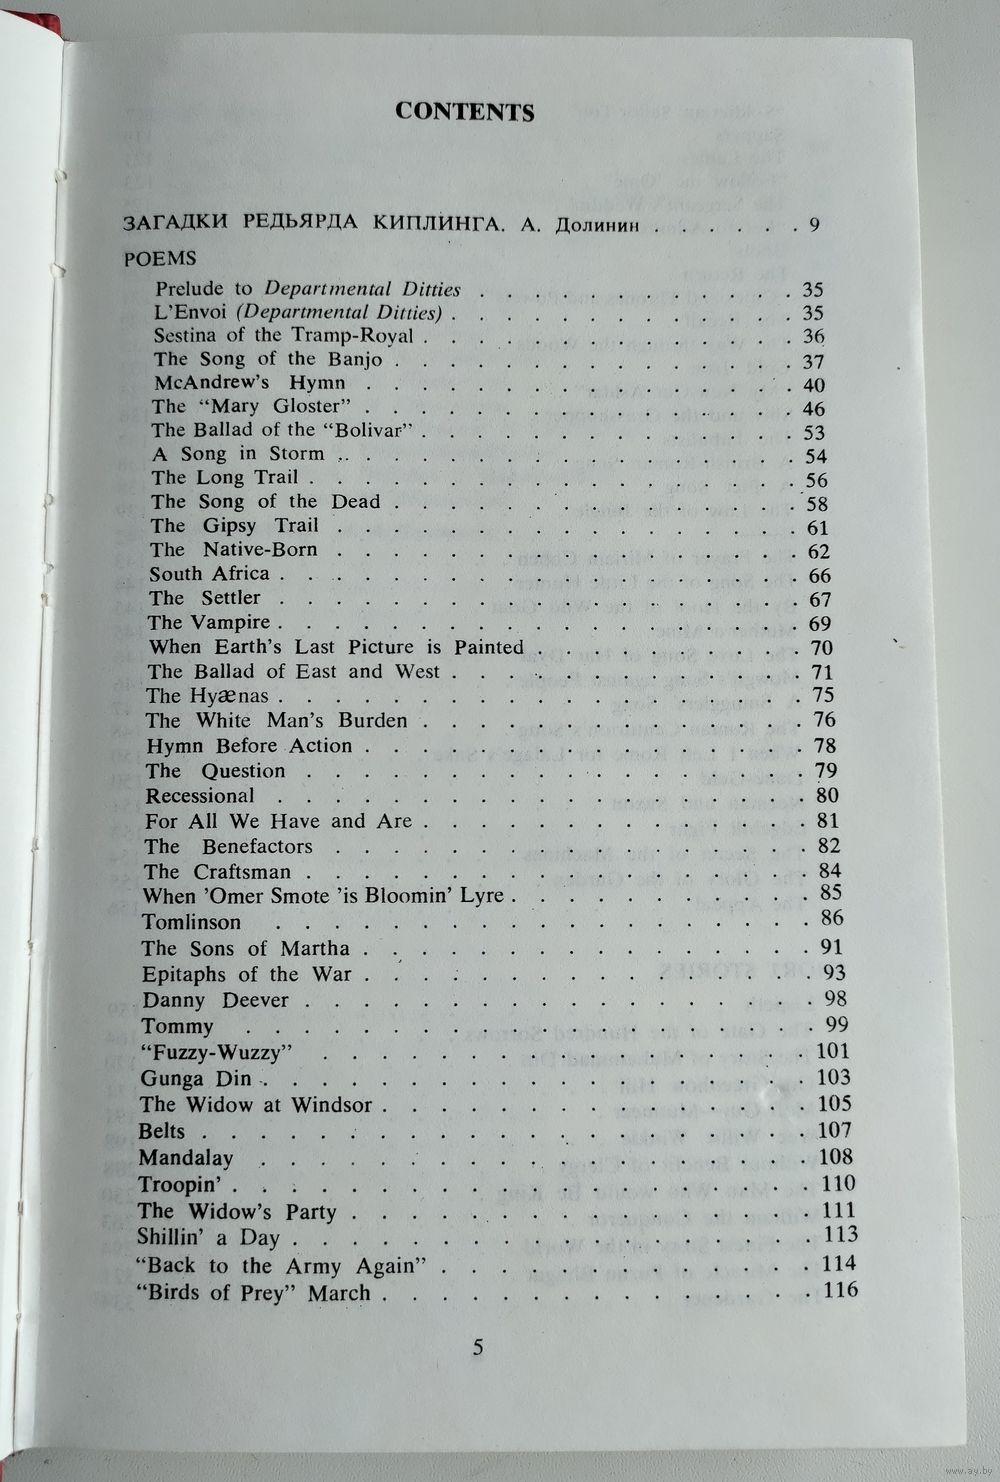 CONTENTS
ЗАГАДКИ РЕДЬЯРДА КИПЛИНГА. А. Долинин . . . . . . 9
POEMS
Prelude to Departmental Ditties . . . . . . . . . . . 35
L'Envoi (Departmental Ditties) . . . . . . . . . . . . 35
Sestina of the Tramp-Royal . . . . . . . . . . . . . 36
The Song of the Banjo . . . . . . . . . . . . . . 37
McAndrew's Hymn . . . . . . . . . . . . . . . 40
The “Mary Gloster” . . . . . . . . . . . . . . . 46
The Ballad of the “Bolivar” . . . . . . . . . . . . . 53
A Song in Storm . . . . . . . . . . . . . . . . 54
The Long Trail . . . . . . . . . . . . . . . . . 56
The Song of the Dead . . . . . . . . . . . . . . 58
The Gipsy Trail . . . . . . . . . . . . . . . . 61
The Native-Born . . . . . . . . . . . . . . . . 62
South Africa . . . . . . . . . . . . . . . . . . 66
The Settler . . . . . . . . . . . . . . . . . . 67
The Vampire . . . . . . . . . . . . . . . . . . 69
When Earth's Last Picture is Painted . . . . . . . . . 70
The Ballad of East and West . . . . . . . . . . . . 71
The Hyænas . . . . . . . . . . . . . . . . . . 75
The White Man's Burden . . . . . . . . . . . . . 76
Hymn Before Action . . . . . . . . . . . . . . . 78
The Question . . . . . . . . . . . . . . . . . 79
Recessional . . . . . . . . . . . . . . . . . . 80
For All We Have and Are . . . . . . . . . . . . . 81
The Benefactors . . . . . . . . . . . . . . . . 82
The Craftsman . . . . . . . . . . . . . . . . . 84
When 'Omer Smote 'is Bloomin' Lyre . . . . . . . . . . 85
Tomlinson . . . . . . . . . . . . . . . . . . 86
The Sons of Martha . . . . . . . . . . . . . . . 91
Epitaphs of the War . . . . . . . . . . . . . . . 93
Danny Deever . . . . . . . . . . . . . . . . . 98
Tommy . . . . . . . . . . . . . . . . . . . 99
“Fuzzy-Wuzzy” . . . . . . . . . . . . . . . . 101
Gunga Din . . . . . . . . . . . . . . . . . . 103
The Widow at Windsor . . . . . . . . . . . . . . 105
Belts . . . . . . . . . . . . . . . . . . . . 107
Mandalay . . . . . . . . . . . . . . . . . . 108
Troopin' . . . . . . . . . . . . . . . . . . . 110
The Widow's Party . . . . . . . . . . . . . . . 111
Shillin' a Day . . . . . . . . . . . . . . . . . 113
“Back to the Army Again” . . . . . . . . . . . . . 114
“Birds of Prey” March . . . . . . . . . . . . . . 116
5
www.ay.by